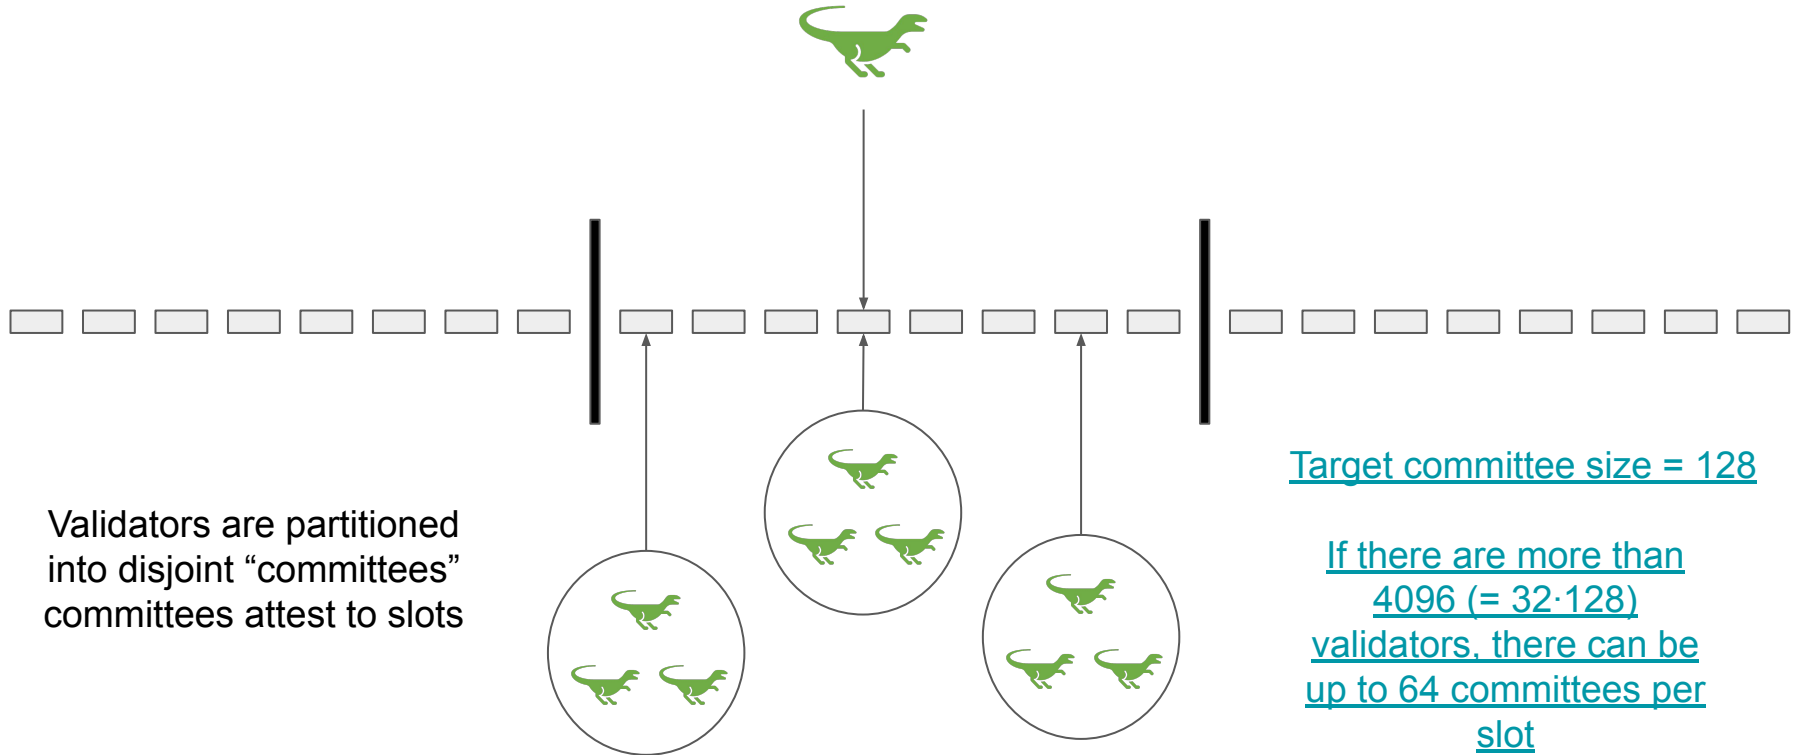 Validators are partitioned
into disjoint “committees”
committees attest to slots
Target committee size = 128
If there are more than
4096 (= 32·128)
validators, there can be
up to 64 committees per
slot